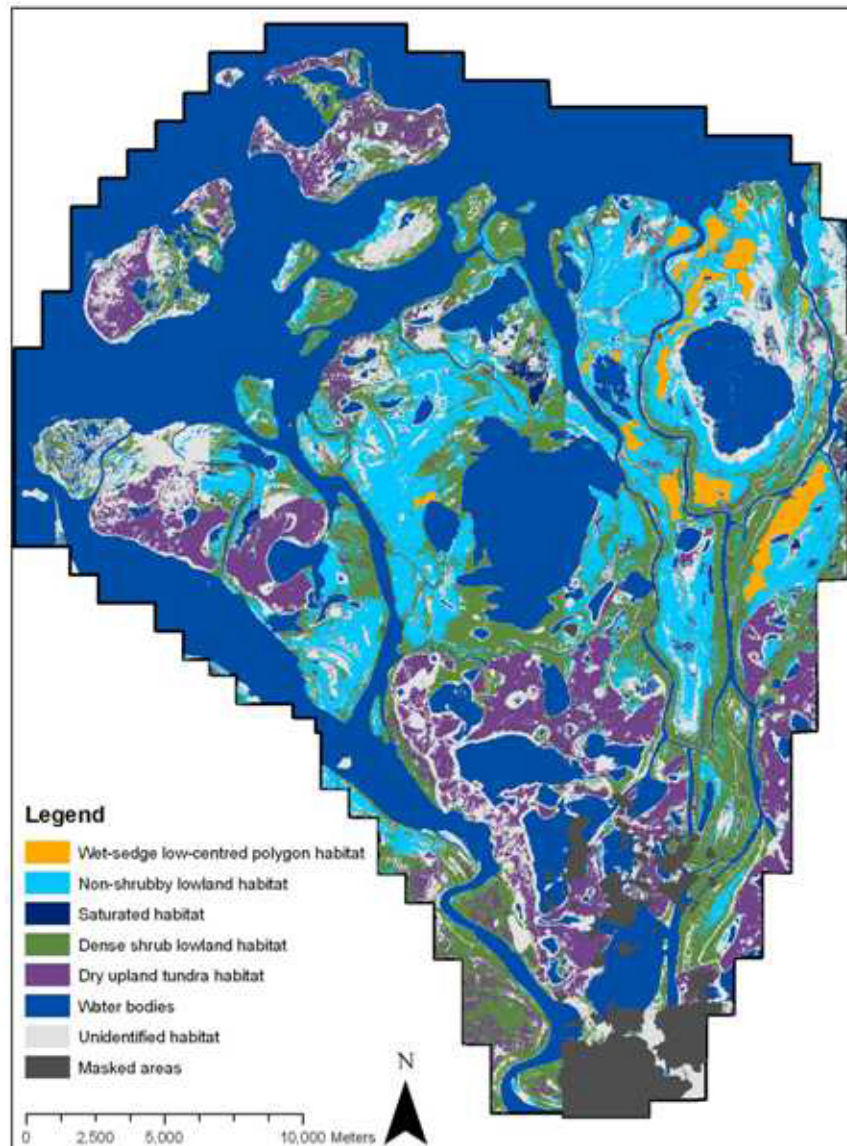 Legend
Wet-sedge low-centred polygon habitat
Non-shrubby lowland habitat
Saturated habitat
Dense shrub lowland habitat
Dry upland tundra habitat
Water bodies
Unidentified habitat
Masked areas
N
0 2,500 5,000 10,000 Meters